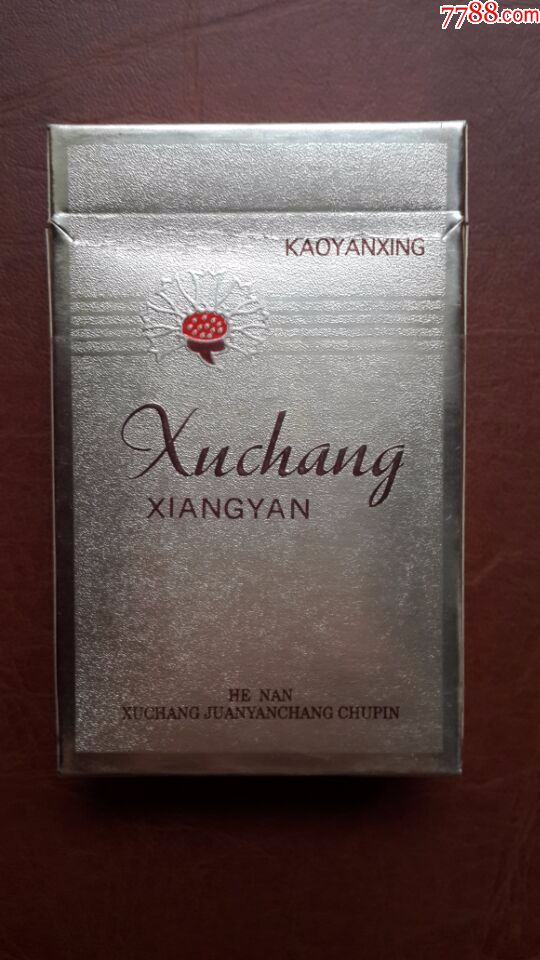 7788.com
KAOYANXING
Xuchang
XIANGYAN
HE NAN
XUCHANG JUANYANCHANG CHUPIN